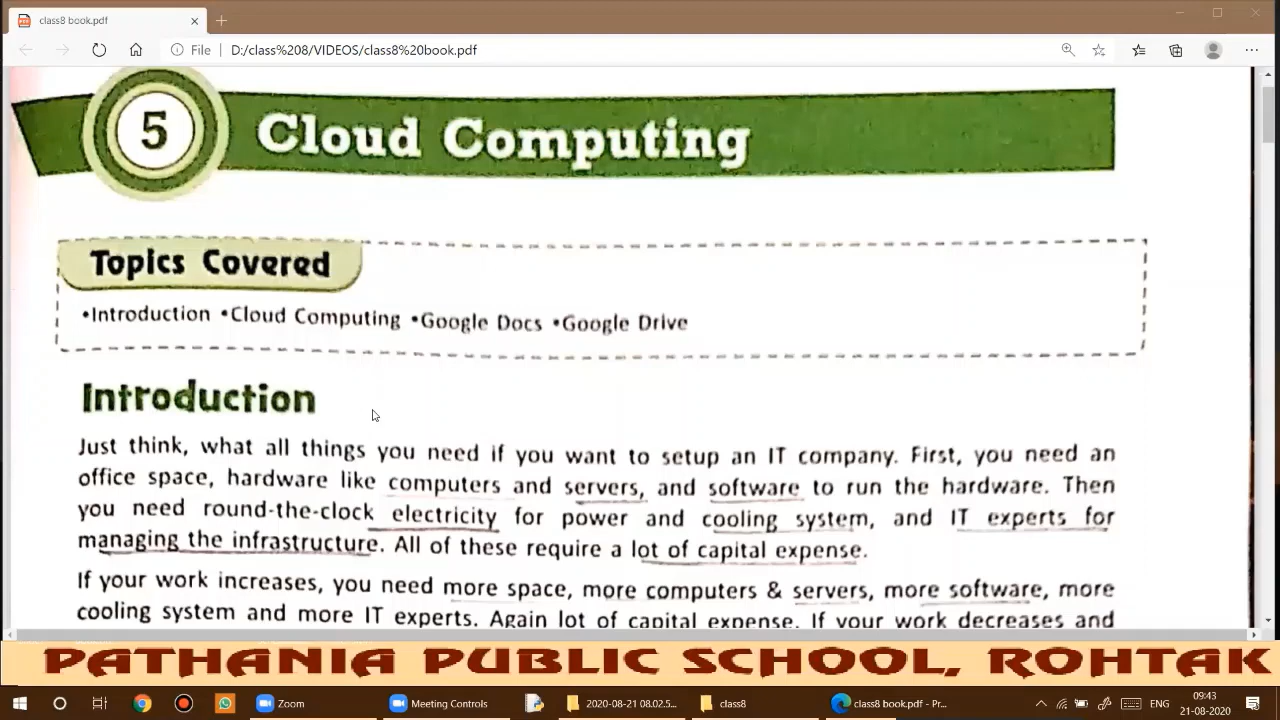 class8 book.pdf
File
D:/class%208/VIDEOS/class8%20book.pdf
5
Cloud Computing
Topics Covered
•Introduction •Cloud Computing •Google Docs •Google Drive
Introduction
Just think, what all things you need if you want to setup an IT company. First, you need an
office space, hardware like computers and servers, and software to run the hardware. Then
you need round-the-clock electricity for power and cooling system, and IT experts for
managing the infrastructure. All of these require a lot of capital expense.
If your work increases, you need more space, more computers & servers, more software, more
cooling system and more IT experts. Again lot of capital expense. If your work decreases and
PATHANIA PUBLIC SCHOOL, ROHTAK
Zoom
Meeting Controls
2020-08-21 08.02.5...
class8
class8 book.pdf - Pr...
ENG
09:43
21-08-2020